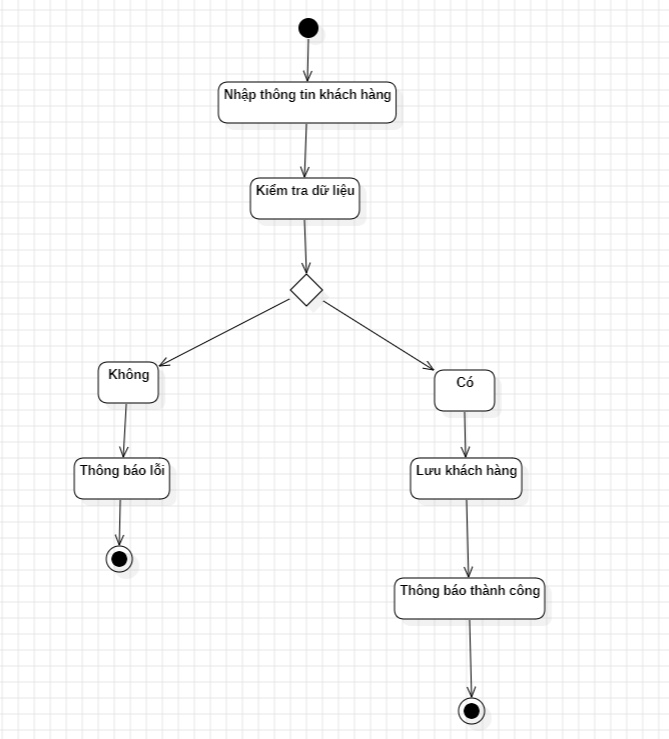 Nhập thông tin khách hàng
Kiểm tra dữ liệu
Không
Có
Thông báo lỗi
Lưu khách hàng
Thông báo thành công